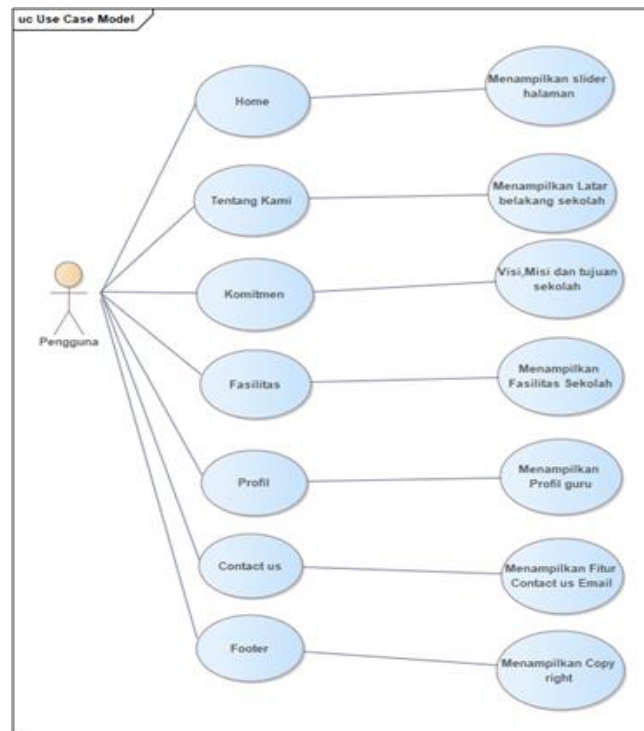 uc Use Case Model
Home
Menampilkan slider
halaman
Tentang Kami
Menampilkan Latar
belakang sekolah
Pengguna
Komitmen
Visi,Misi dan tujuan
sekolah
Fasilitas
Menampilkan
Fasilitas Sekolah
Profil
Menampilkan
Profil guru
Contact us
Menampilkan Fitur
Contact us Email
Footer
Menampilkan Copy
right